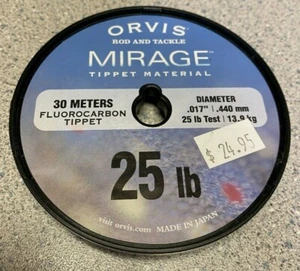 ORVIS
ROD AND TACKLE
MIRAGE™
TIPPET MATERIAL
30 METERS
FLUOROCARBON
TIPPET
DIAMETER
.017" | .440 mm
25 lb Test | 13.9 kg
$ 24.95
25 lb
visit orvis.com MADE IN JAPAN